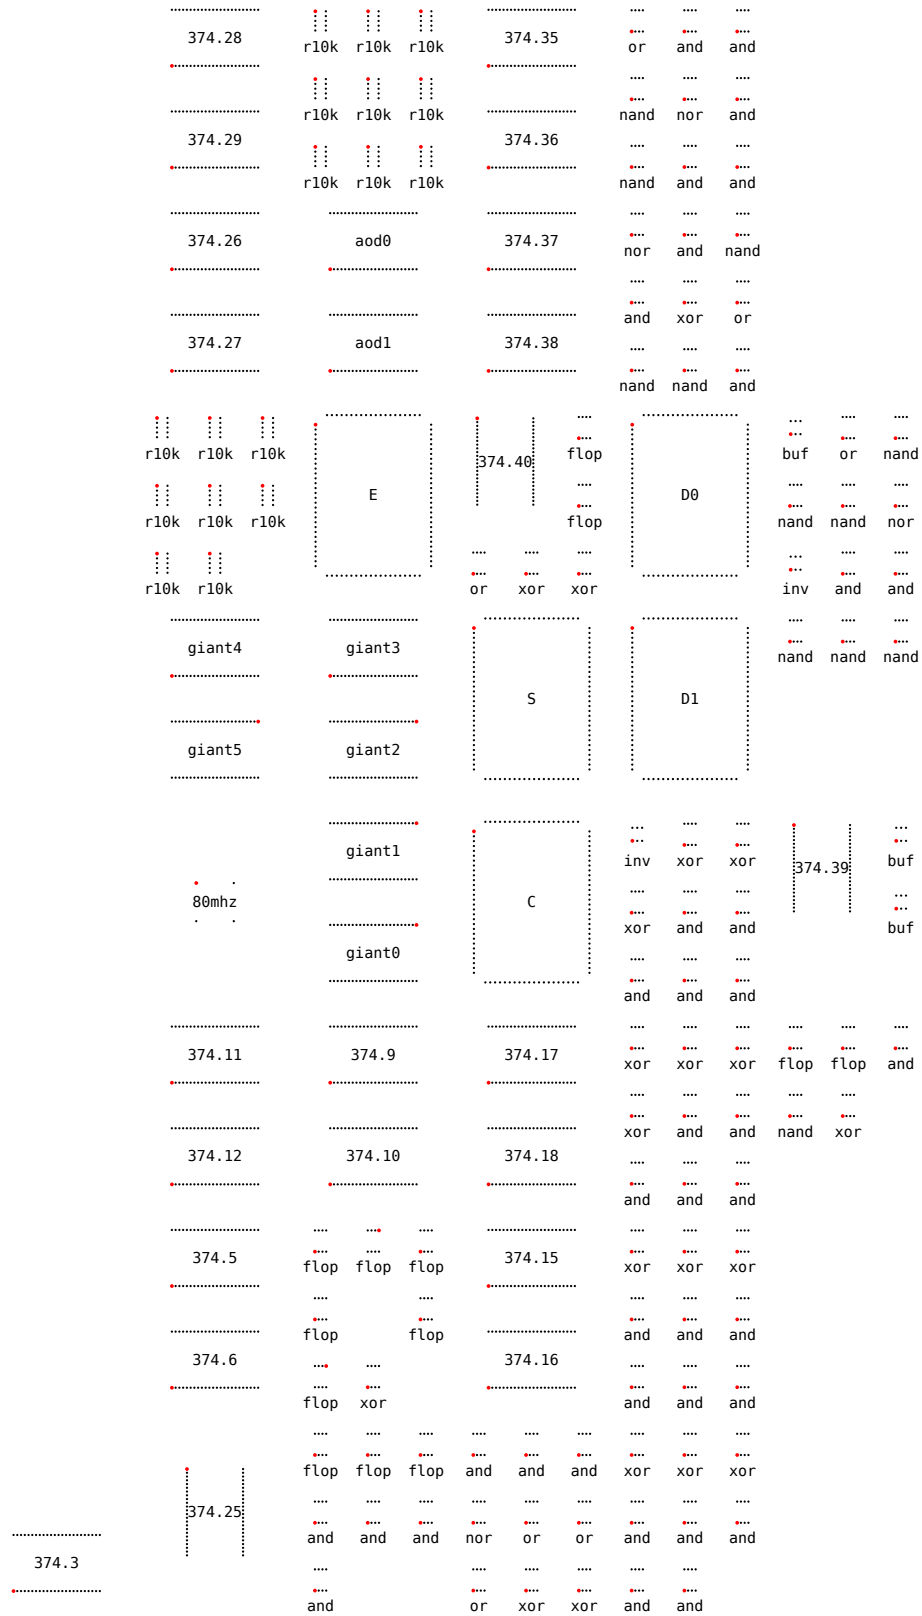 374.28 r10k r10k r10k 374.35 or and and
r10k r10k r10k nand nor and
374.29 374.36
r10k r10k r10k nand and and
374.26 aod0 374.37 nor and nand
and xor or
374.27 aod1 374.38
nand nand and
r10k r10k r10k flop buf or nand
374.40
E D0
r10k r10k r10k flop nand nand nor
r10k r10k or xor xor inv and and
giant4 giant3 nand nand nand
S D1
giant5 giant2
giant1 inv xor xor buf
374.39
80mhz C
xor and and buf
giant0
and and and
374.11 374.9 374.17 xor xor xor flop flop and
xor and and nand xor
374.12 374.10 374.18
and and and
374.5 flop flop flop 374.15 xor xor xor
flop flop and and and
374.6 374.16
flop xor and and and
flop flop flop and and and xor xor xor
374.25
and and and nor or or and and and
374.3
and or xor xor and and